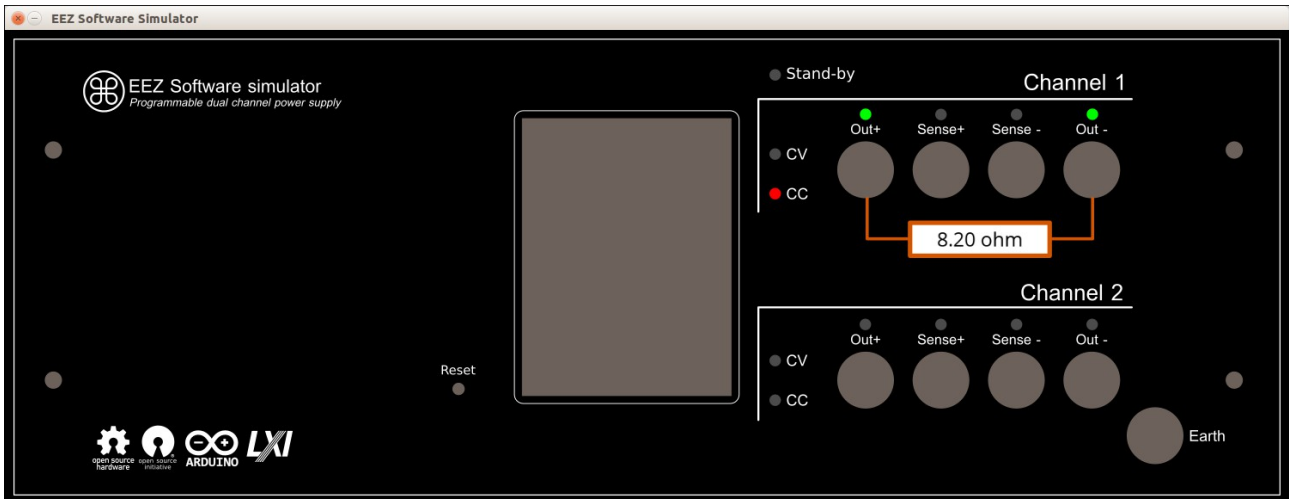 EEZ Software Simulator
EEZ Software simulator
Programmable dual channel power supply
Stand-by
Channel 1
Out+ Sense+ Sense - Out -
CV
CC
8.20 ohm
Channel 2
Out+ Sense+ Sense - Out -
CV
CC
Reset
Earth
open source
hardware
open source
initiative
ARDUINO
LXI